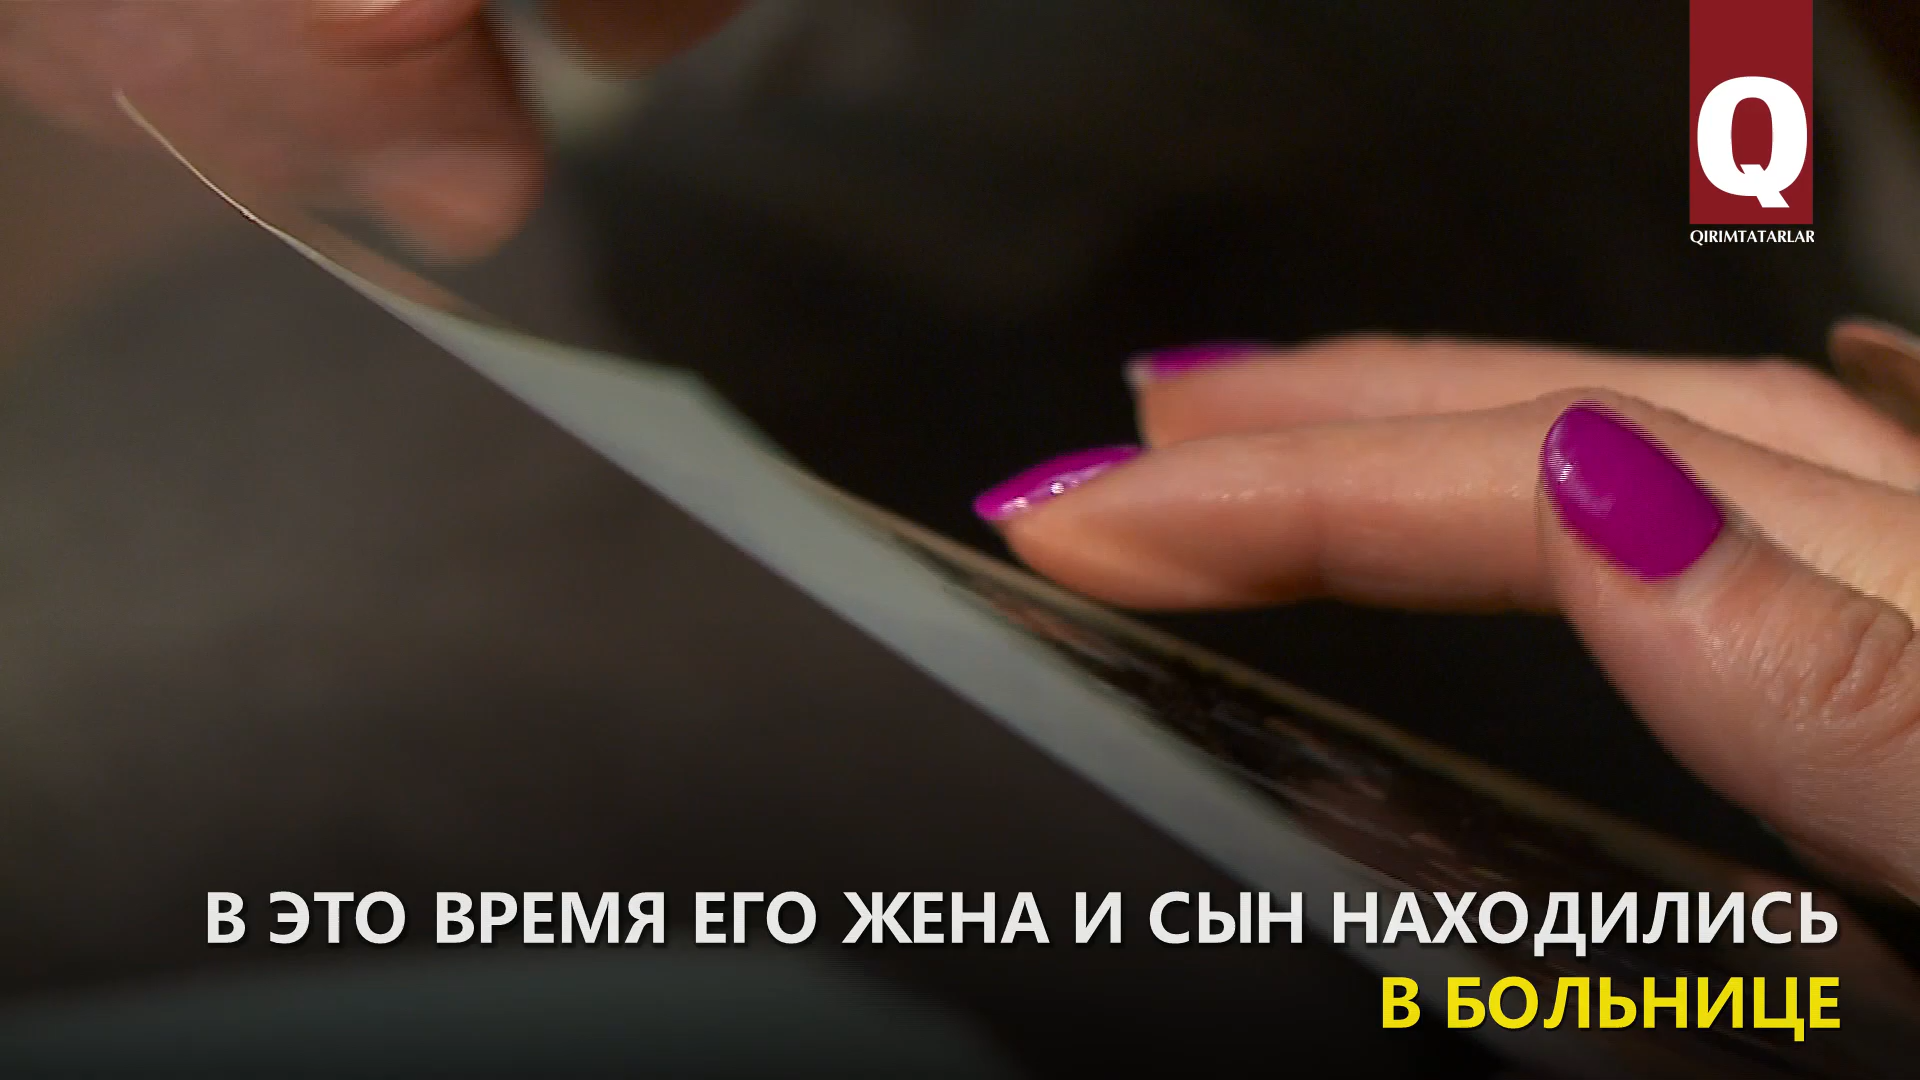 Q
QIRIMTATARLAR
В ЭТО ВРЕМЯ ЕГО ЖЕНА И СЫН НАХОДИЛИСЬ
В БОЛЬНИЦЕ